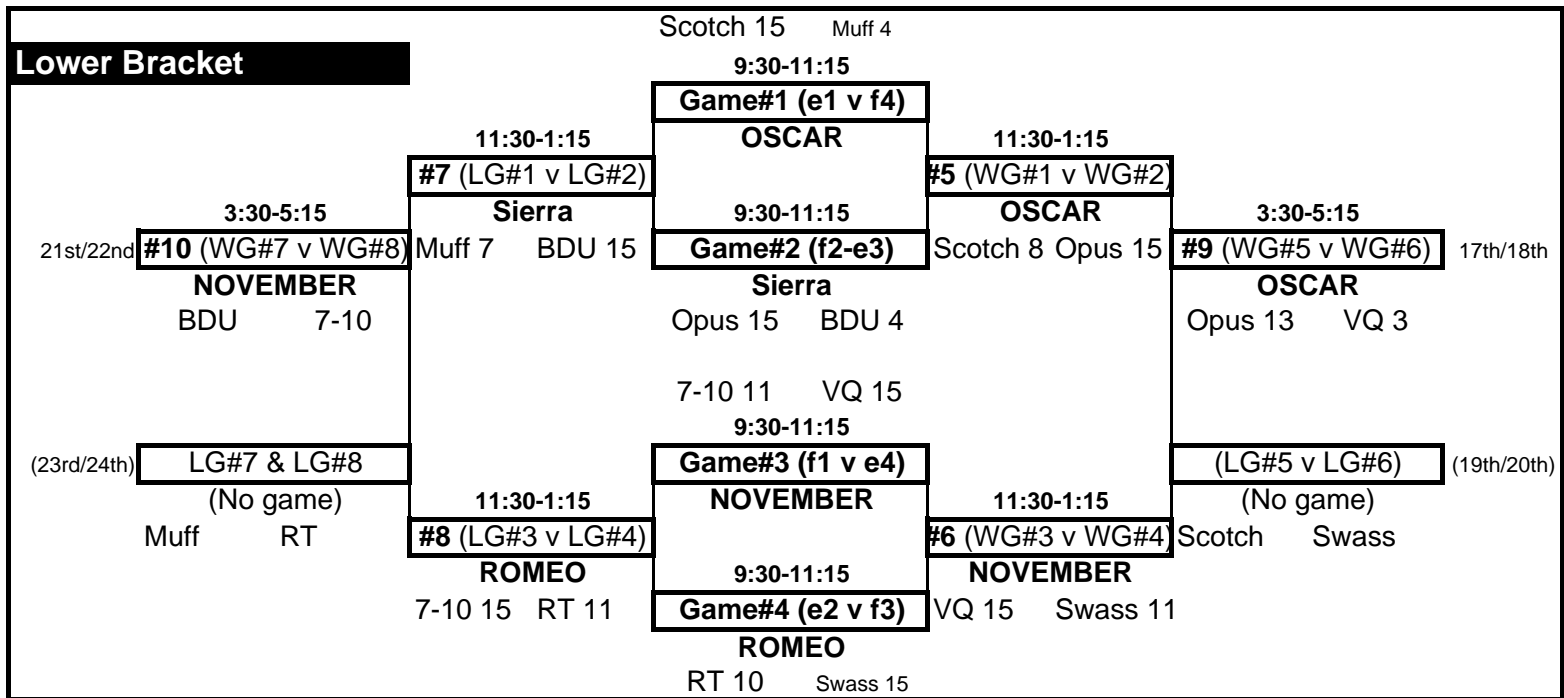 Scotch 15 Muff 4
Lower Bracket
9:30-11:15
Game#1 (e1 v f4)
11:30-1:15 OSCAR 11:30-1:15
#7 (LG#1 v LG#2) #5 (WG#1 v WG#2)
3:30-5:15 Sierra 9:30-11:15 OSCAR 3:30-5:15
21st/22nd #10 (WG#7 v WG#8) Muff 7 BDU 15 Game#2 (f2-e3) Scotch 8 Opus 15 #9 (WG#5 v WG#6) 17th/18th
NOVEMBER Sierra OSCAR
BDU 7-10 Opus 15 BDU 4 Opus 13 VQ 3
7-10 11 VQ 15
9:30-11:15
(23rd/24th) LG#7 & LG#8 Game#3 (f1 v e4) (LG#5 v LG#6) (19th/20th)
(No game) 11:30-1:15 NOVEMBER 11:30-1:15 (No game)
Muff RT #8 (LG#3 v LG#4) #6 (WG#3 v WG#4) Scotch Swass
ROMEO 9:30-11:15 NOVEMBER
7-10 15 RT 11 Game#4 (e2 v f3) VQ 15 Swass 11
ROMEO
RT 10 Swass 15